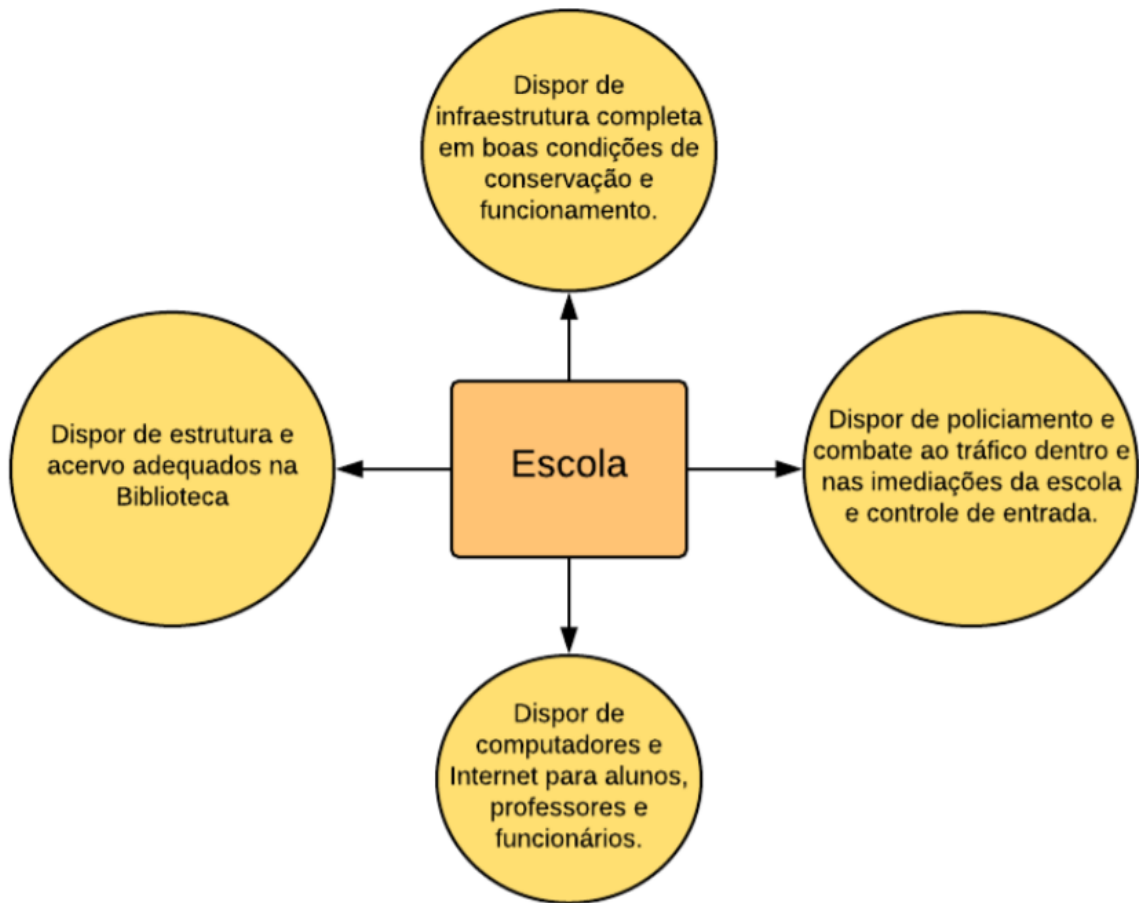 Dispor de
infraestrutura completa
em boas condições de
conservação e
funcionamento.
Dispor de estrutura e
acervo adequados na
Biblioteca
Escola
Dispor de policiamento e
combate ao tráfico dentro e
nas imediações da escola
e controle de entrada.
Dispor de
computadores e
Internet para alunos,
professores e
funcionários.